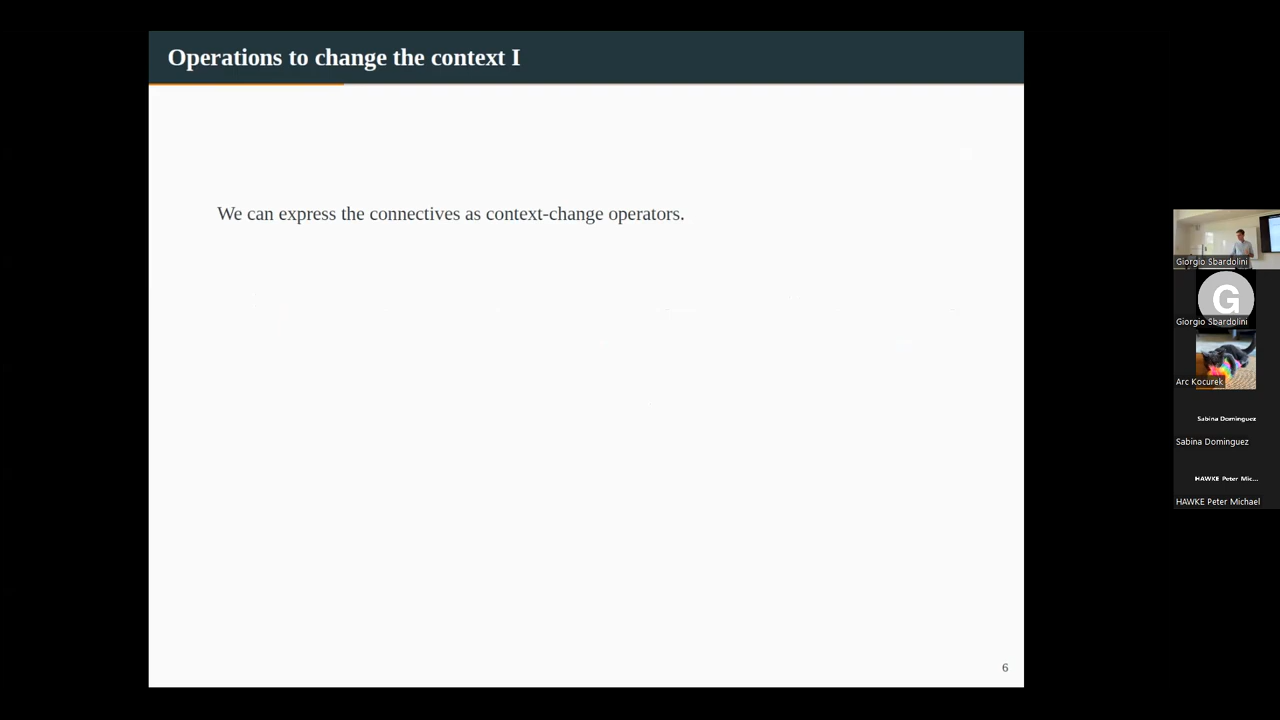 Operations to change the context I
We can express the connectives as context-change operators.
6
Giorgio Sbardolini
G
Giorgio Sbardolini
Arc Kocurek
Sabina Dominguez
Sabina Dominguez
HAWKE Peter Mic...
HAWKE Peter Michael